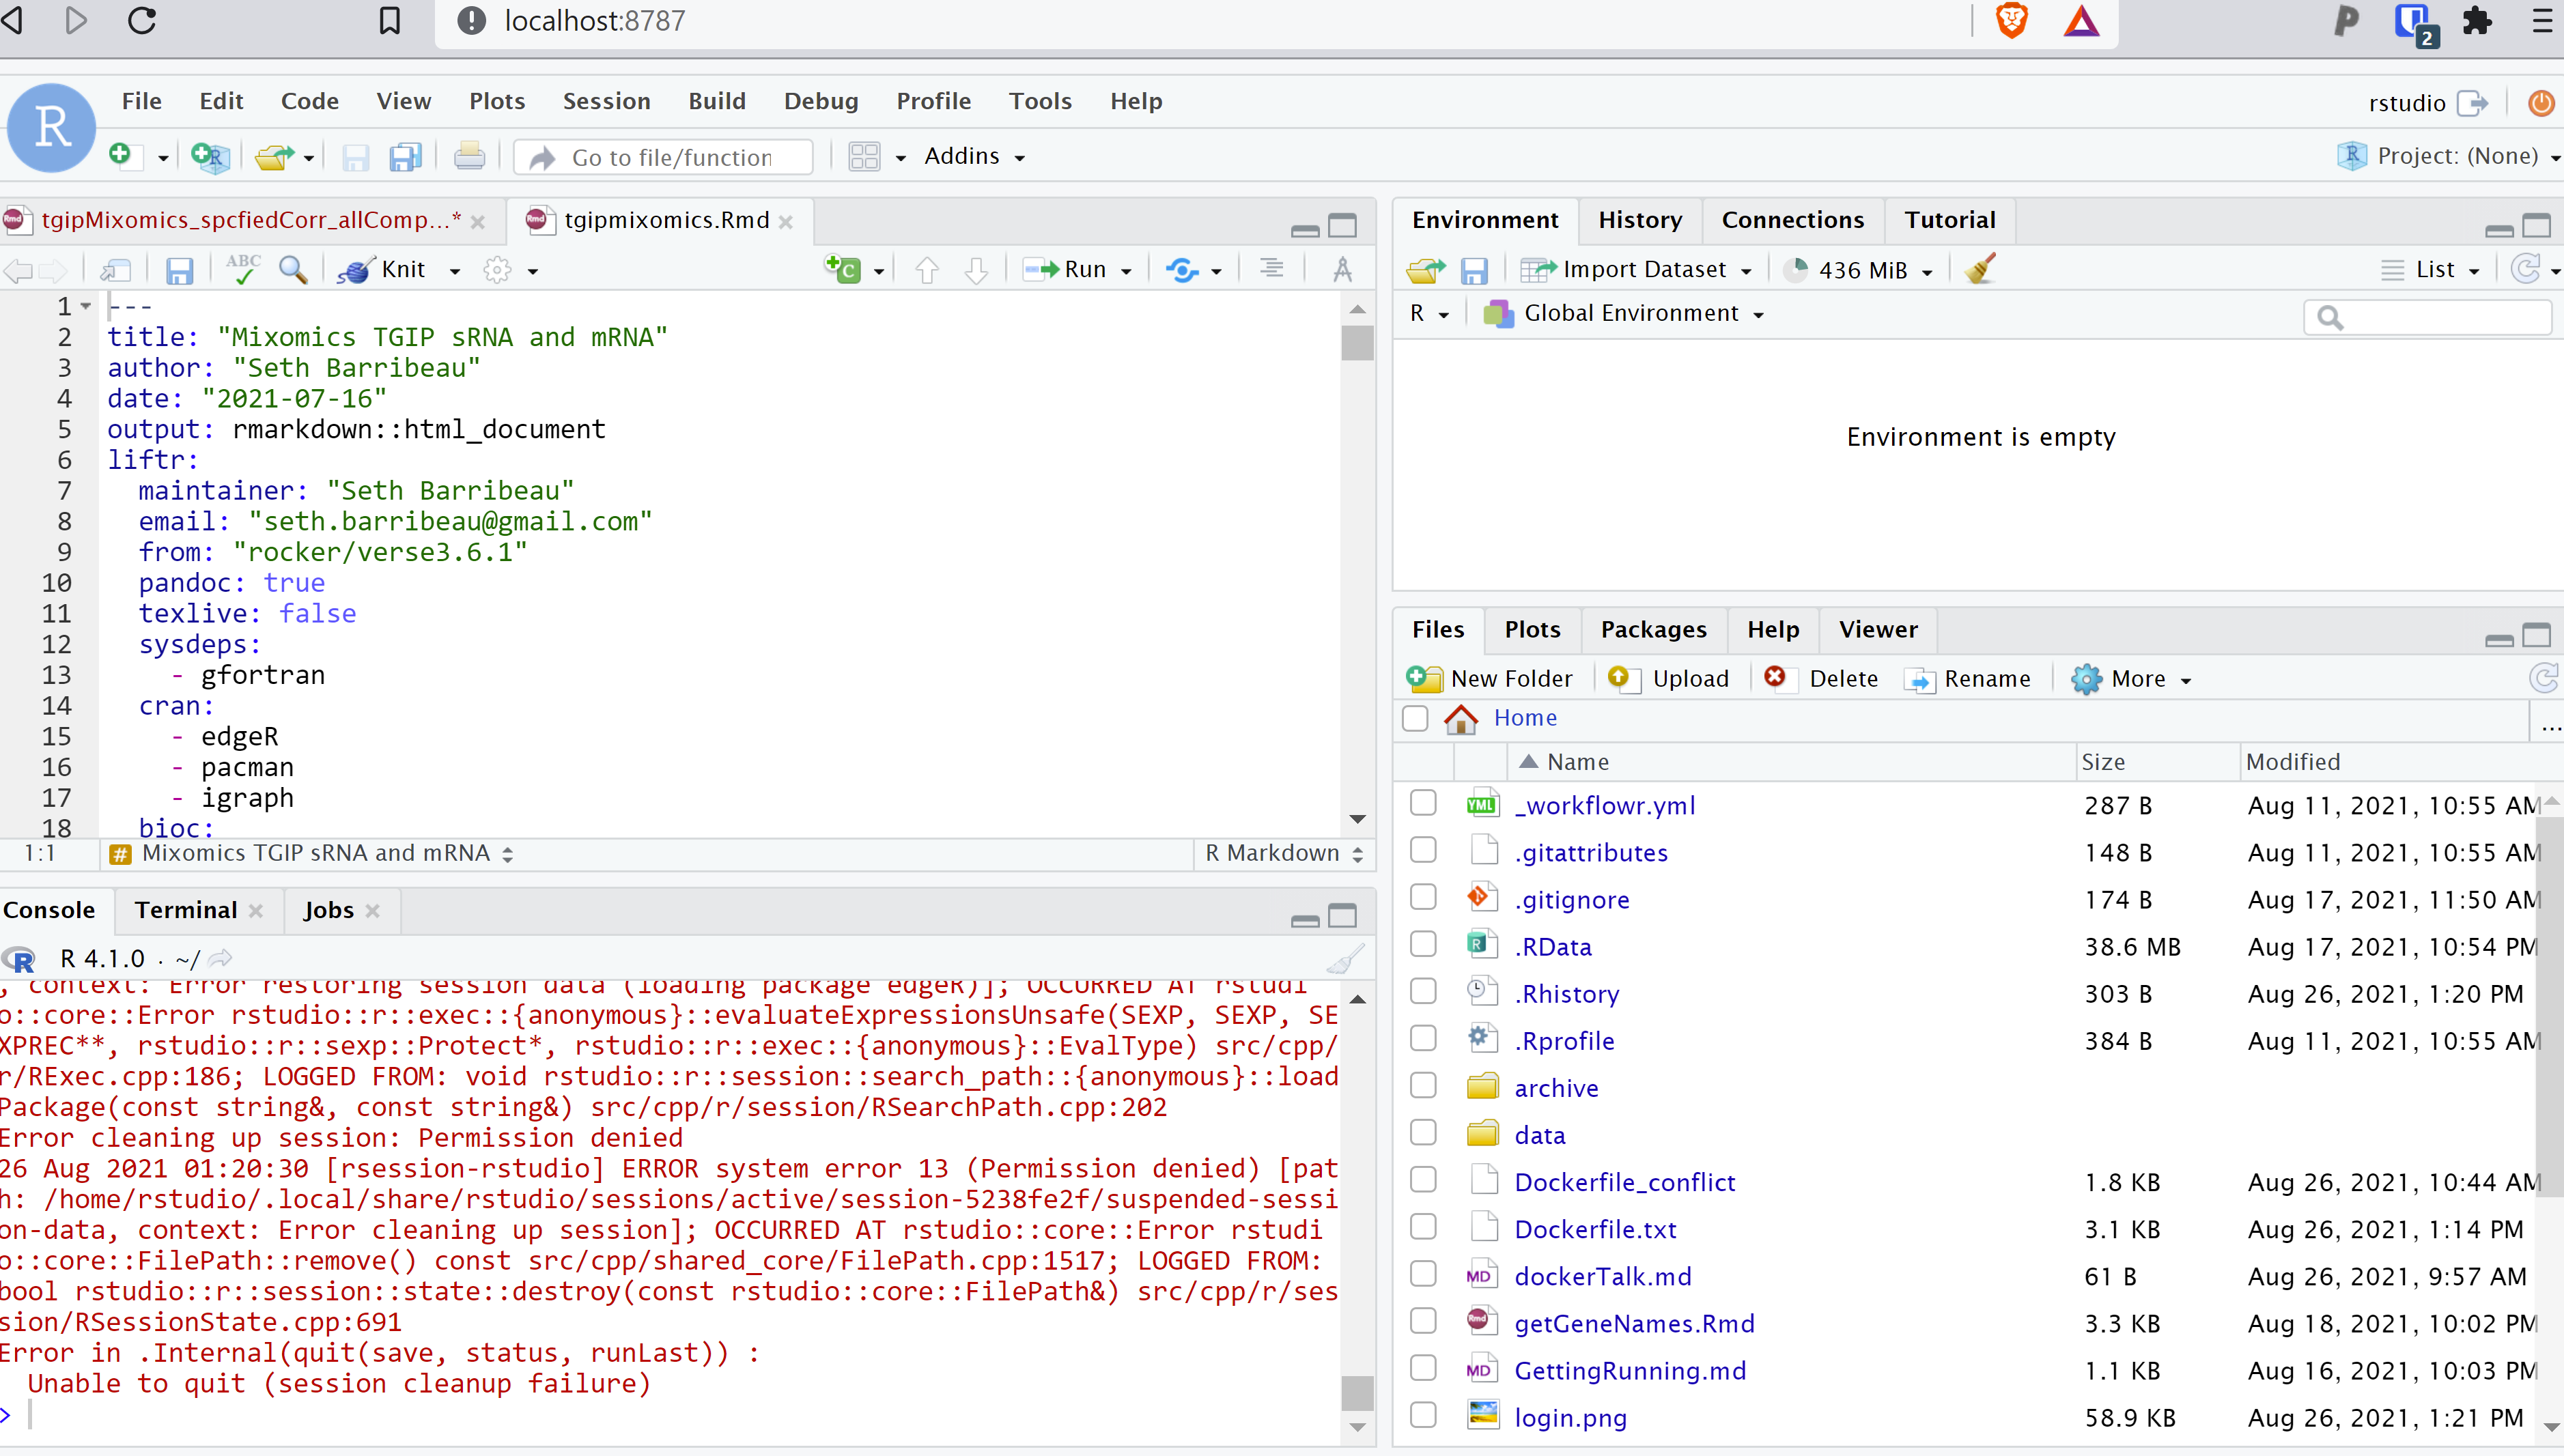 localhost:8787
2
R
File Edit Code View Plots Session Build Debug Profile Tools Help
rstudio
Go to file/function
Addins
Project: (None)
tgipMixomics_spcfiedCorr_allComp...*
tgipmixomics.Rmd
ABC
Knit
Run
1 ---
2 title: "Mixomics TGIP sRNA and mRNA"
3 author: "Seth Barribeau"
4 date: "2021-07-16"
5 output: rmarkdown::html_document
6 liftr:
7 maintainer: "Seth Barribeau"
8 email: "seth.barribeau@gmail.com"
9 from: "rocker/verse3.6.1"
10 pandoc: true
11 texlive: false
12 sysdeps:
13 - gfortran
14 cran:
15 - edgeR
16 - pacman
17 - igraph
18 bioc:
1:1 # Mixomics TGIP sRNA and mRNA R Markdown
Console Terminal Jobs
R 4.1.0 · ~/
, context: Error restoring session data (loading package edgeR)]; OCCURRED AT rstudi
o::core::Error rstudio::r::exec::{anonymous}::evaluateExpressionsUnsafe(SEXP, SEXP, SE
XPREC**, rstudio::r::sexp::Protect*, rstudio::r::exec::{anonymous}::EvalType) src/cpp/
r/RExec.cpp:186; LOGGED FROM: void rstudio::r::session::search_path::{anonymous}::load
Package(const string&, const string&) src/cpp/r/session/RSearchPath.cpp:202
Error cleaning up session: Permission denied
26 Aug 2021 01:20:30 [rsession-rstudio] ERROR system error 13 (Permission denied) [pat
h: /home/rstudio/.local/share/rstudio/sessions/active/session-5238fe2f/suspended-sessi
on-data, context: Error cleaning up session]; OCCURRED AT rstudio::core::Error rstudi
o::core::FilePath::remove() const src/cpp/shared_core/FilePath.cpp:1517; LOGGED FROM:
bool rstudio::r::session::state::destroy(const rstudio::core::FilePath&) src/cpp/r/ses
sion/RSessionState.cpp:691
Error in .Internal(quit(save, status, runLast)) :
Unable to quit (session cleanup failure)
>
Environment History Connections Tutorial
Import Dataset 436 MiB List
R Global Environment
Environment is empty
Files Plots Packages Help Viewer
New Folder Upload Delete Rename More
Home ...
Name Size Modified
_workflowr.yml 287 B Aug 11, 2021, 10:55 AM
.gitattributes 148 B Aug 11, 2021, 10:55 AM
.gitignore 174 B Aug 17, 2021, 11:50 AM
.RData 38.6 MB Aug 17, 2021, 10:54 PM
.Rhistory 303 B Aug 26, 2021, 1:20 PM
.Rprofile 384 B Aug 11, 2021, 10:55 AM
archive
data
Dockerfile_conflict 1.8 KB Aug 26, 2021, 10:44 AM
Dockerfile.txt 3.1 KB Aug 26, 2021, 1:14 PM
dockerTalk.md 61 B Aug 26, 2021, 9:57 AM
getGeneNames.Rmd 3.3 KB Aug 18, 2021, 10:02 PM
GettingRunning.md 1.1 KB Aug 16, 2021, 10:03 PM
login.png 58.9 KB Aug 26, 2021, 1:21 PM